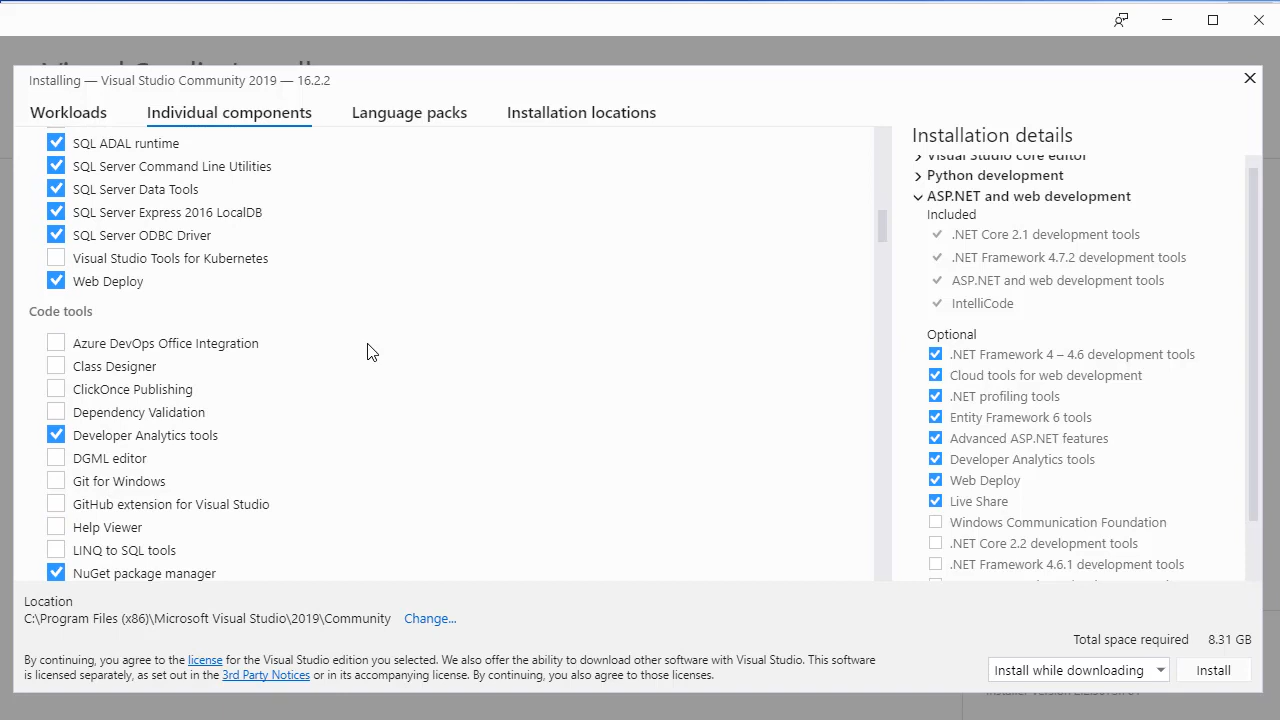 Installing — Visual Studio Community 2019 — 16.2.2
Workloads
Individual components
Language packs
Installation locations
SQL ADAL runtime
SQL Server Command Line Utilities
SQL Server Data Tools
SQL Server Express 2016 LocalDB
SQL Server ODBC Driver
Visual Studio Tools for Kubernetes
Web Deploy
Code tools
Azure DevOps Office Integration
Class Designer
ClickOnce Publishing
Dependency Validation
Developer Analytics tools
DGML editor
Git for Windows
GitHub extension for Visual Studio
Help Viewer
LINQ to SQL tools
NuGet package manager
Installation details
Visual Studio core editor
Python development
ASP.NET and web development
Included
.NET Core 2.1 development tools
.NET Framework 4.7.2 development tools
ASP.NET and web development tools
IntelliCode
Optional
.NET Framework 4 – 4.6 development tools
Cloud tools for web development
.NET profiling tools
Entity Framework 6 tools
Advanced ASP.NET features
Developer Analytics tools
Web Deploy
Live Share
Windows Communication Foundation
.NET Core 2.2 development tools
.NET Framework 4.6.1 development tools
Location
C:\Program Files (x86)\Microsoft Visual Studio\2019\Community Change...
Total space required 8.31 GB
By continuing, you agree to the license for the Visual Studio edition you selected. We also offer the ability to download other software with Visual Studio. This software
is licensed separately, as set out in the 3rd Party Notices or in its accompanying license. By continuing, you also agree to those licenses.
Install while downloading
Install